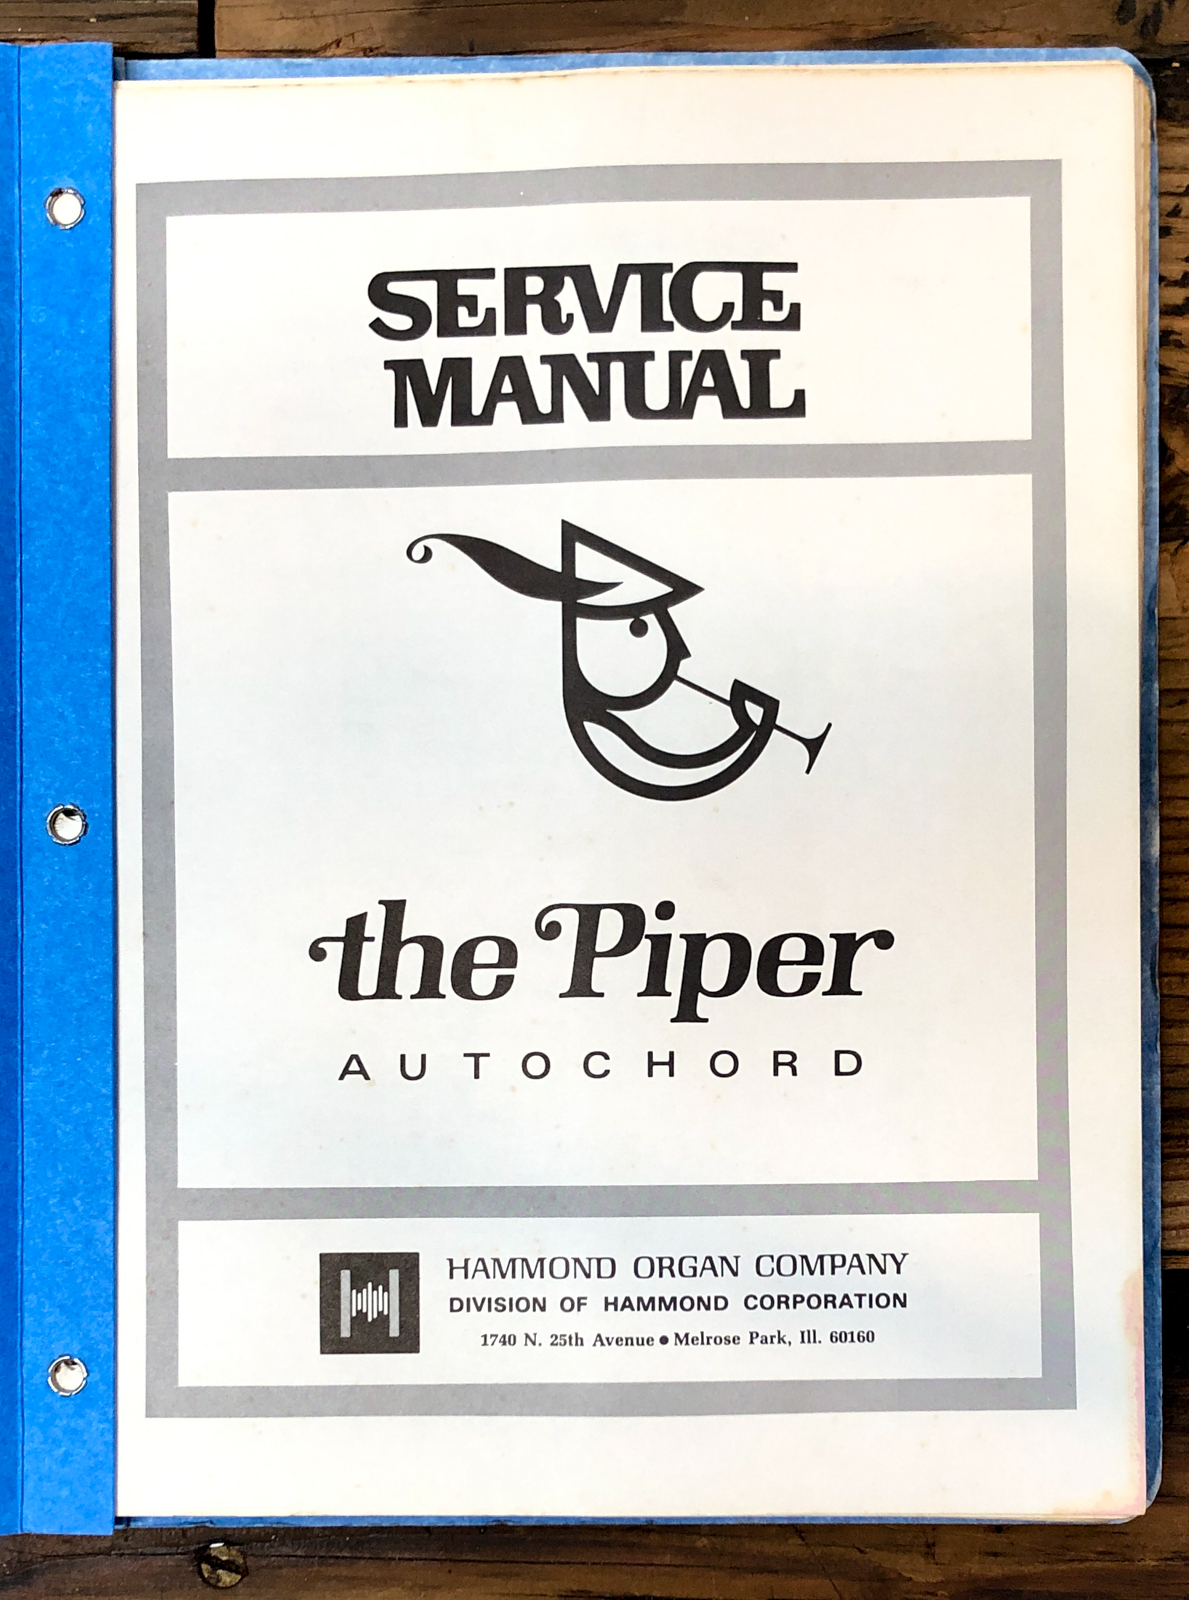 SERVICE
MANUAL
the Piper
AUTOCHORD
HAMMOND ORGAN COMPANY
DIVISION OF HAMMOND CORPORATION
1740 N. 25th Avenue ● Melrose Park, Ill. 60160